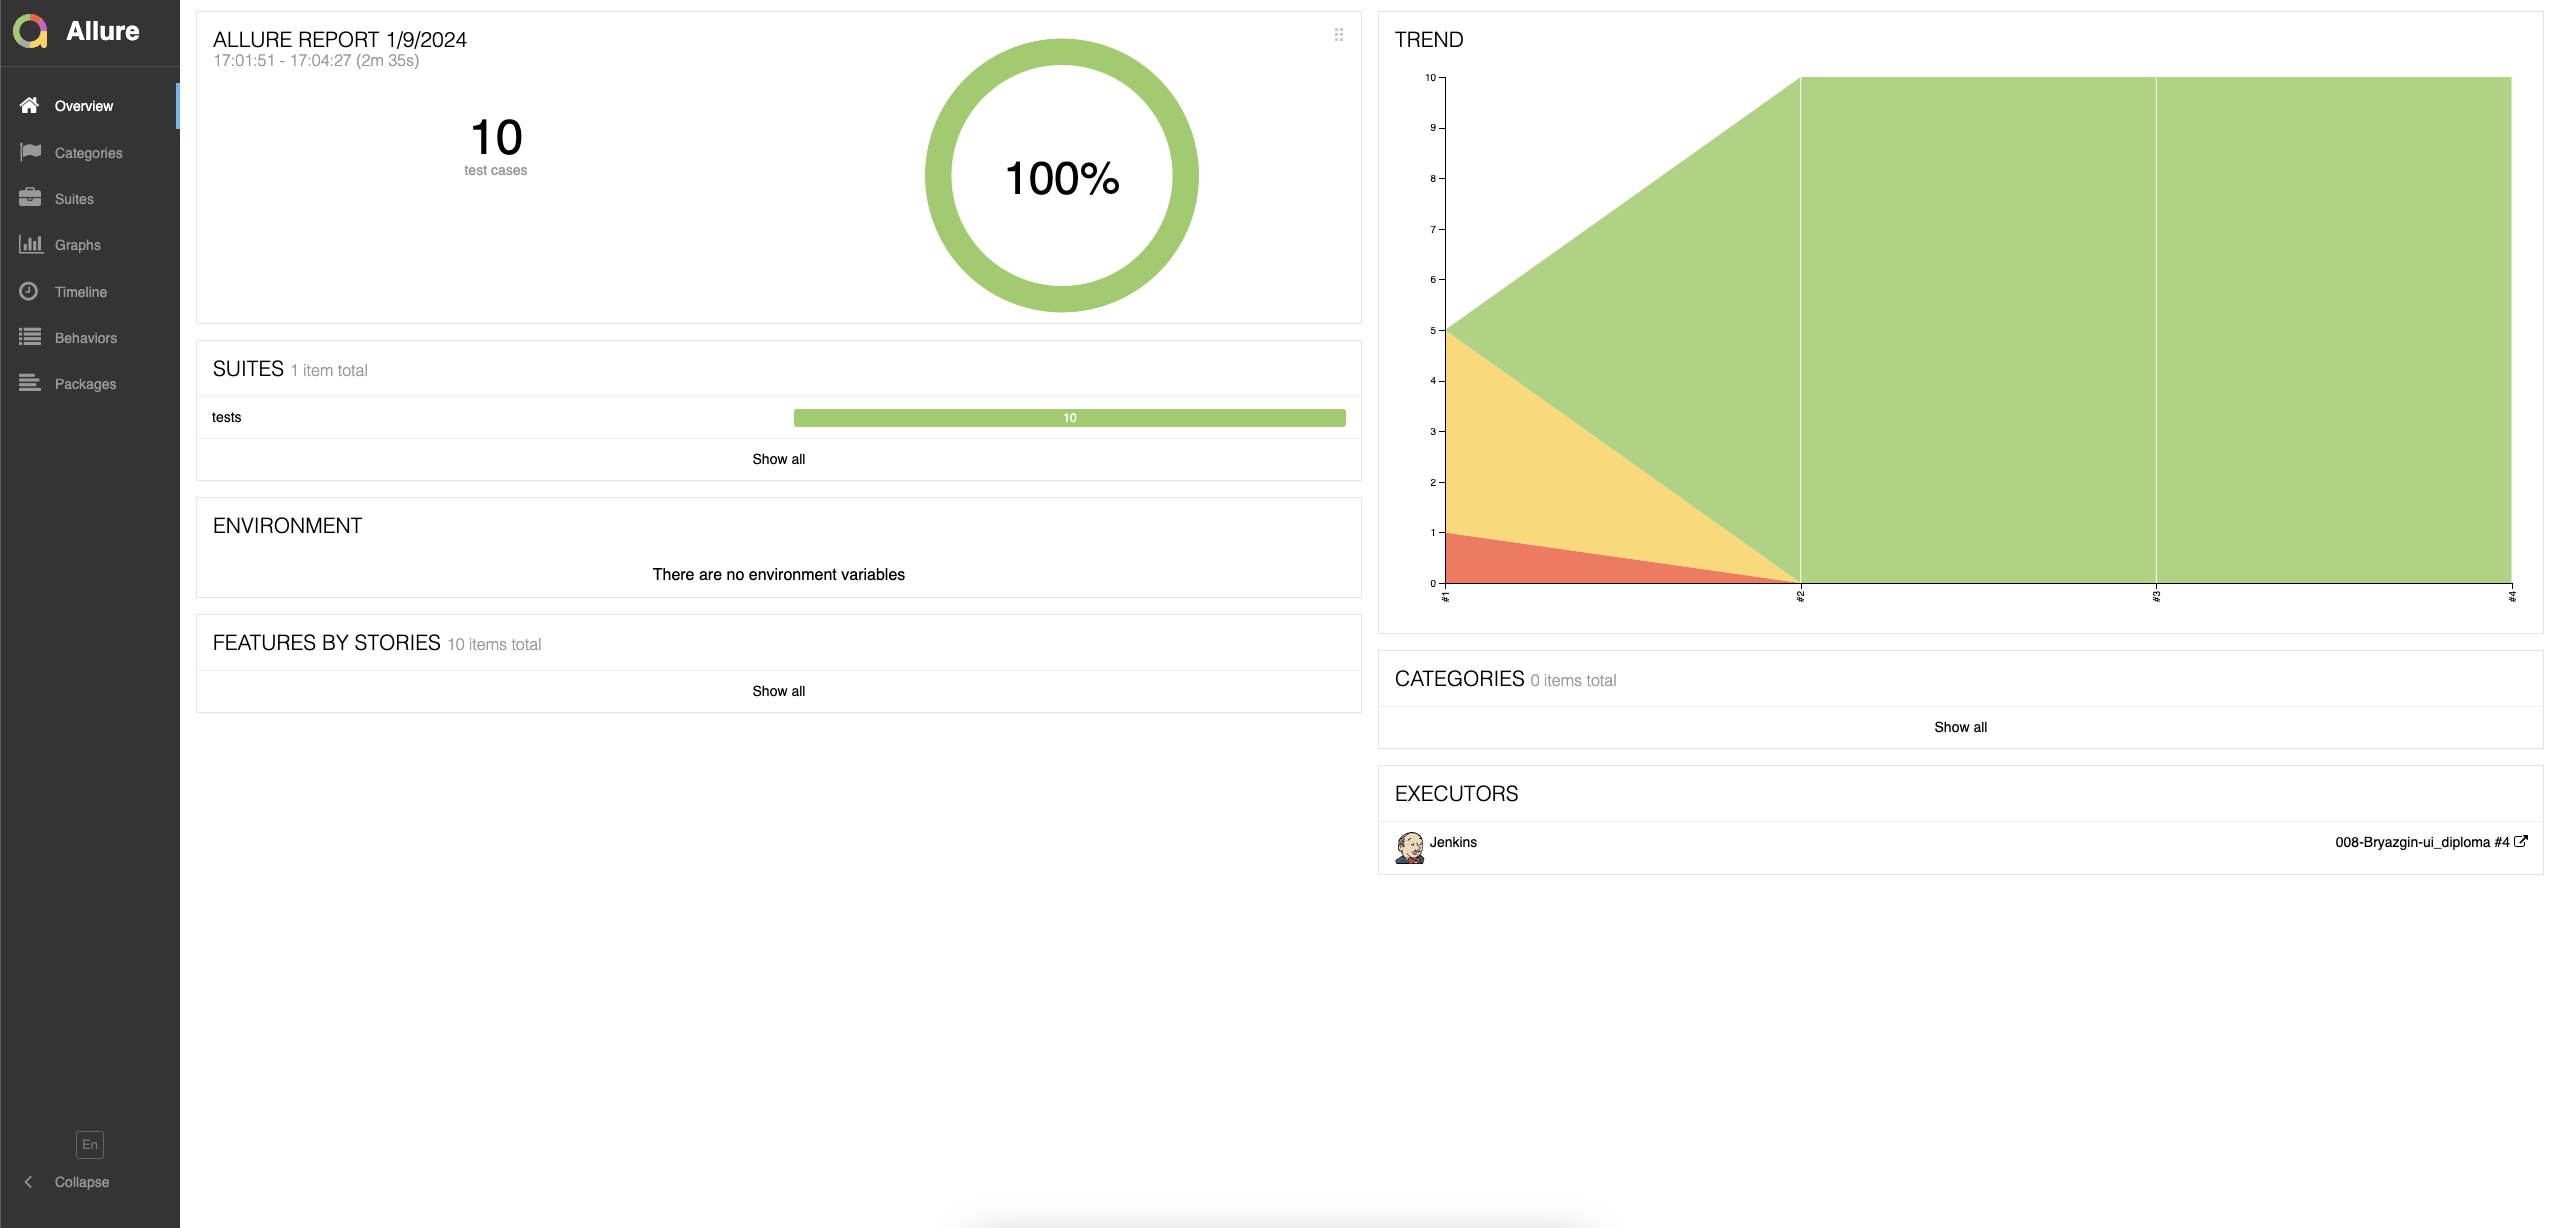 Allure
Overview
Categories
Suites
Graphs
Timeline
Behaviors
Packages
En
Collapse
ALLURE REPORT 1/9/2024
17:01:51 - 17:04:27 (2m 35s)
10
test cases
100%
SUITES 1 item total
tests 10
Show all
ENVIRONMENT
There are no environment variables
FEATURES BY STORIES 10 items total
Show all
TREND
10
9
8
7
6
5
4
3
2
1
0
#1 #2 #3 #4
CATEGORIES 0 items total
Show all
EXECUTORS
Jenkins 008-Bryazgin-ui_diploma #4